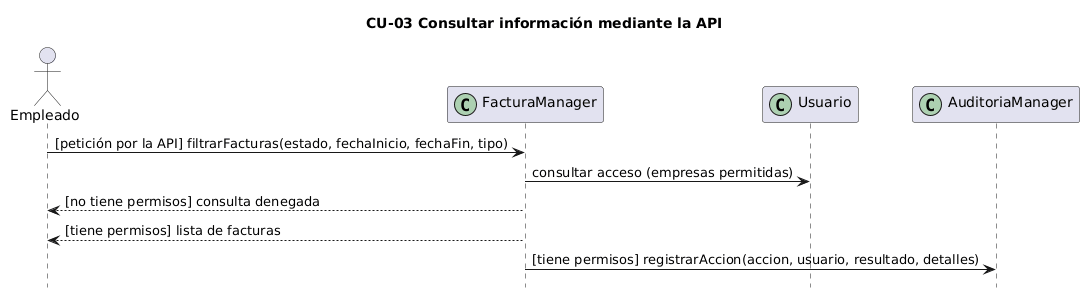 CU-03 Consultar información mediante la API
Empleado
C FacturaManager
C Usuario
C AuditoriaManager
[petición por la API] filtrarFacturas(estado, fechaInicio, fechaFin, tipo)
consultar acceso (empresas permitidas)
[no tiene permisos] consulta denegada
[tiene permisos] lista de facturas
[tiene permisos] registrarAccion(accion, usuario, resultado, detalles)